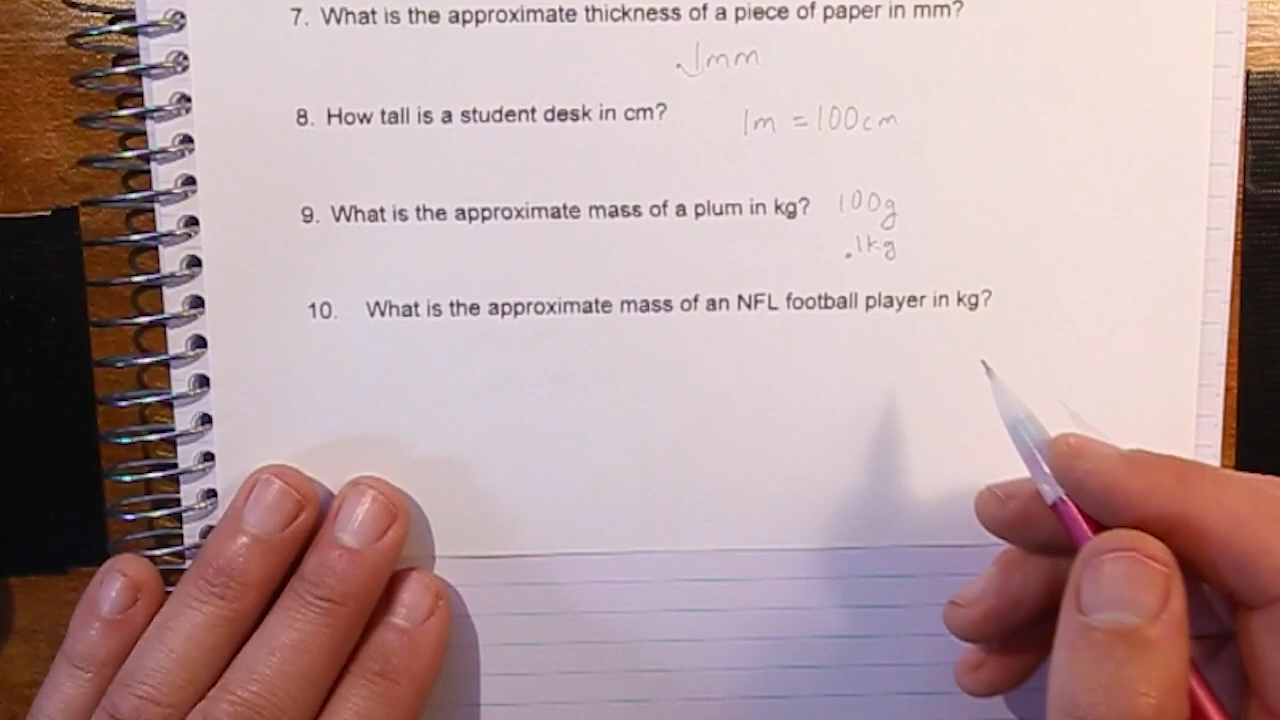 7. What is the approximate thickness of a piece of paper in mm?
.1mm
8. How tall is a student desk in cm? 1m = 100cm
9. What is the approximate mass of a plum in kg? 100g
.1kg
10. What is the approximate mass of an NFL football player in kg?